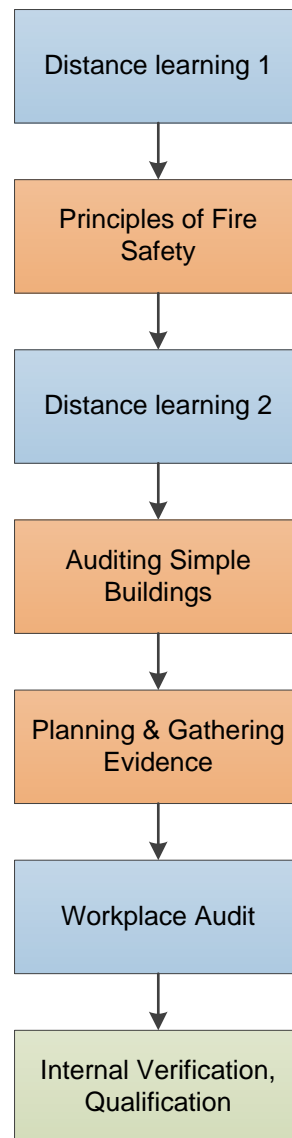 Distance learning 1
Principles of Fire
Safety
Distance learning 2
Auditing Simple
Buildings
Planning & Gathering
Evidence
Workplace Audit
Internal Verification,
Qualification